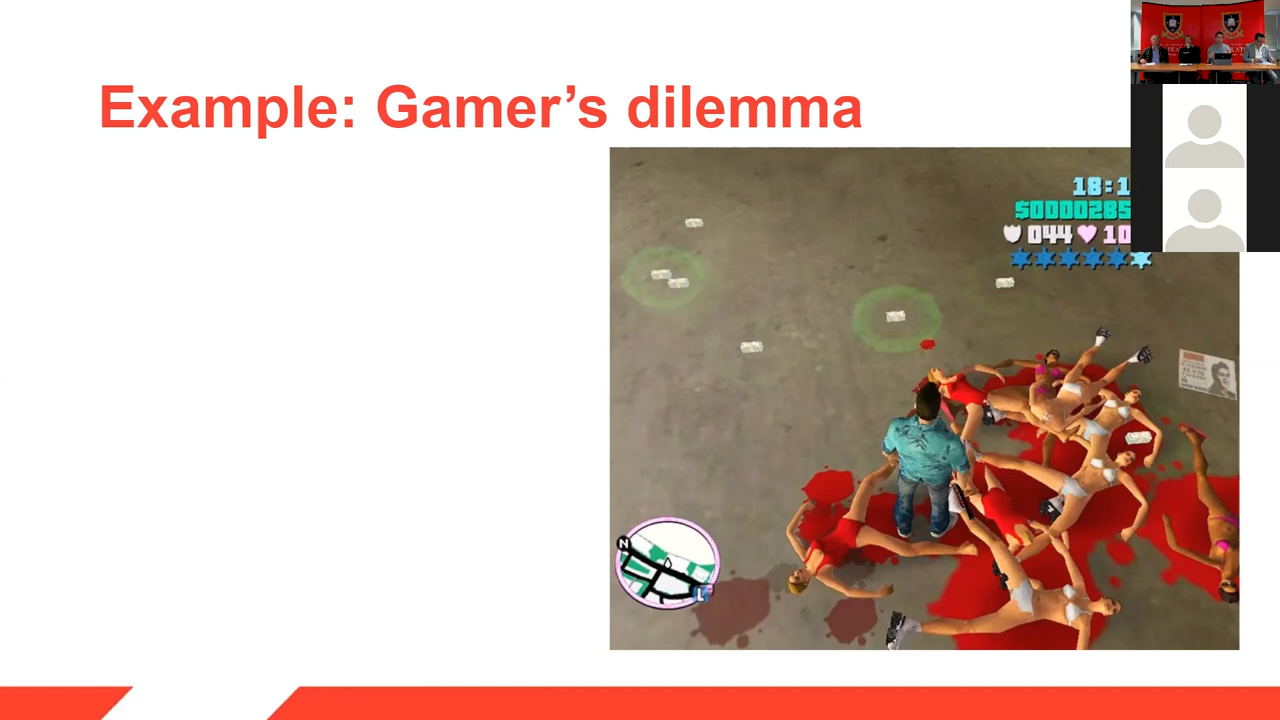 Example: Gamer’s dilemma
18:1
$0000285
044 10
N
L